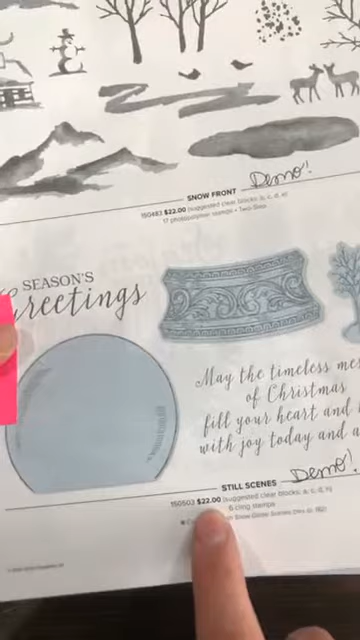 Demo!
SNOW FRONT
150483 $22.00 (suggested clear blocks: b, c, d, e)
17 photopolymer stamps • Two-Step
SEASON'S
Greetings
May the timeless
of Christmas
fill your heart and
with joy today and
Demo!
STILL SCENES
150503 $22.00 (suggested clear blocks: a, c, d, h)
6 cling stamps